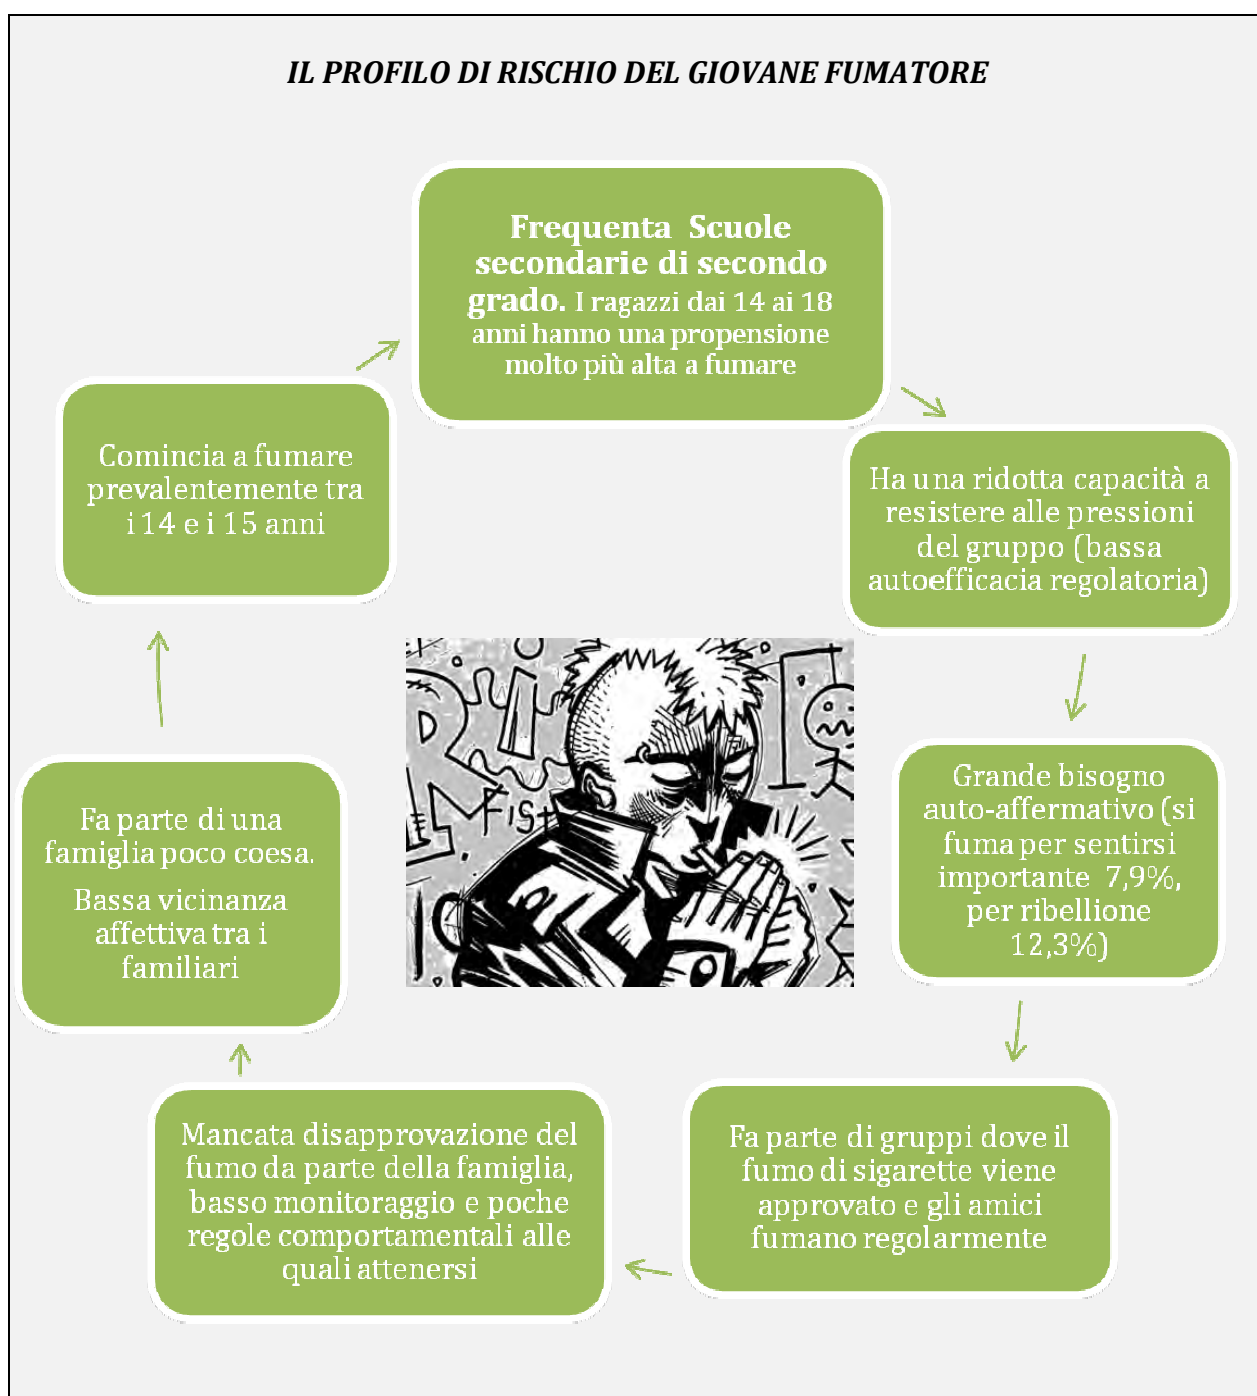 IL PROFILO DI RISCHIO DEL GIOVANE FUMATORE
Frequenta Scuole
secondarie di secondo
grado. I ragazzi dai 14 ai 18
anni hanno una propensione
molto più alta a fumare
Ha una ridotta capacità a
resistere alle pressioni
del gruppo (bassa
autoefficacia regolatoria)
Grande bisogno
auto-affermativo (si
fuma per sentirsi
importante 7,9%,
per ribellione
12,3%)
Fa parte di gruppi dove il
fumo di sigarette viene
approvato e gli amici
fumano regolarmente
Mancata disapprovazione del
fumo da parte della famiglia,
basso monitoraggio e poche
regole comportamentali alle
quali attenersi
Fa parte di una
famiglia poco coesa.
Bassa vicinanza
affettiva tra i
familiari
Comincia a fumare
prevalentemente tra
i 14 e i 15 anni
FIST